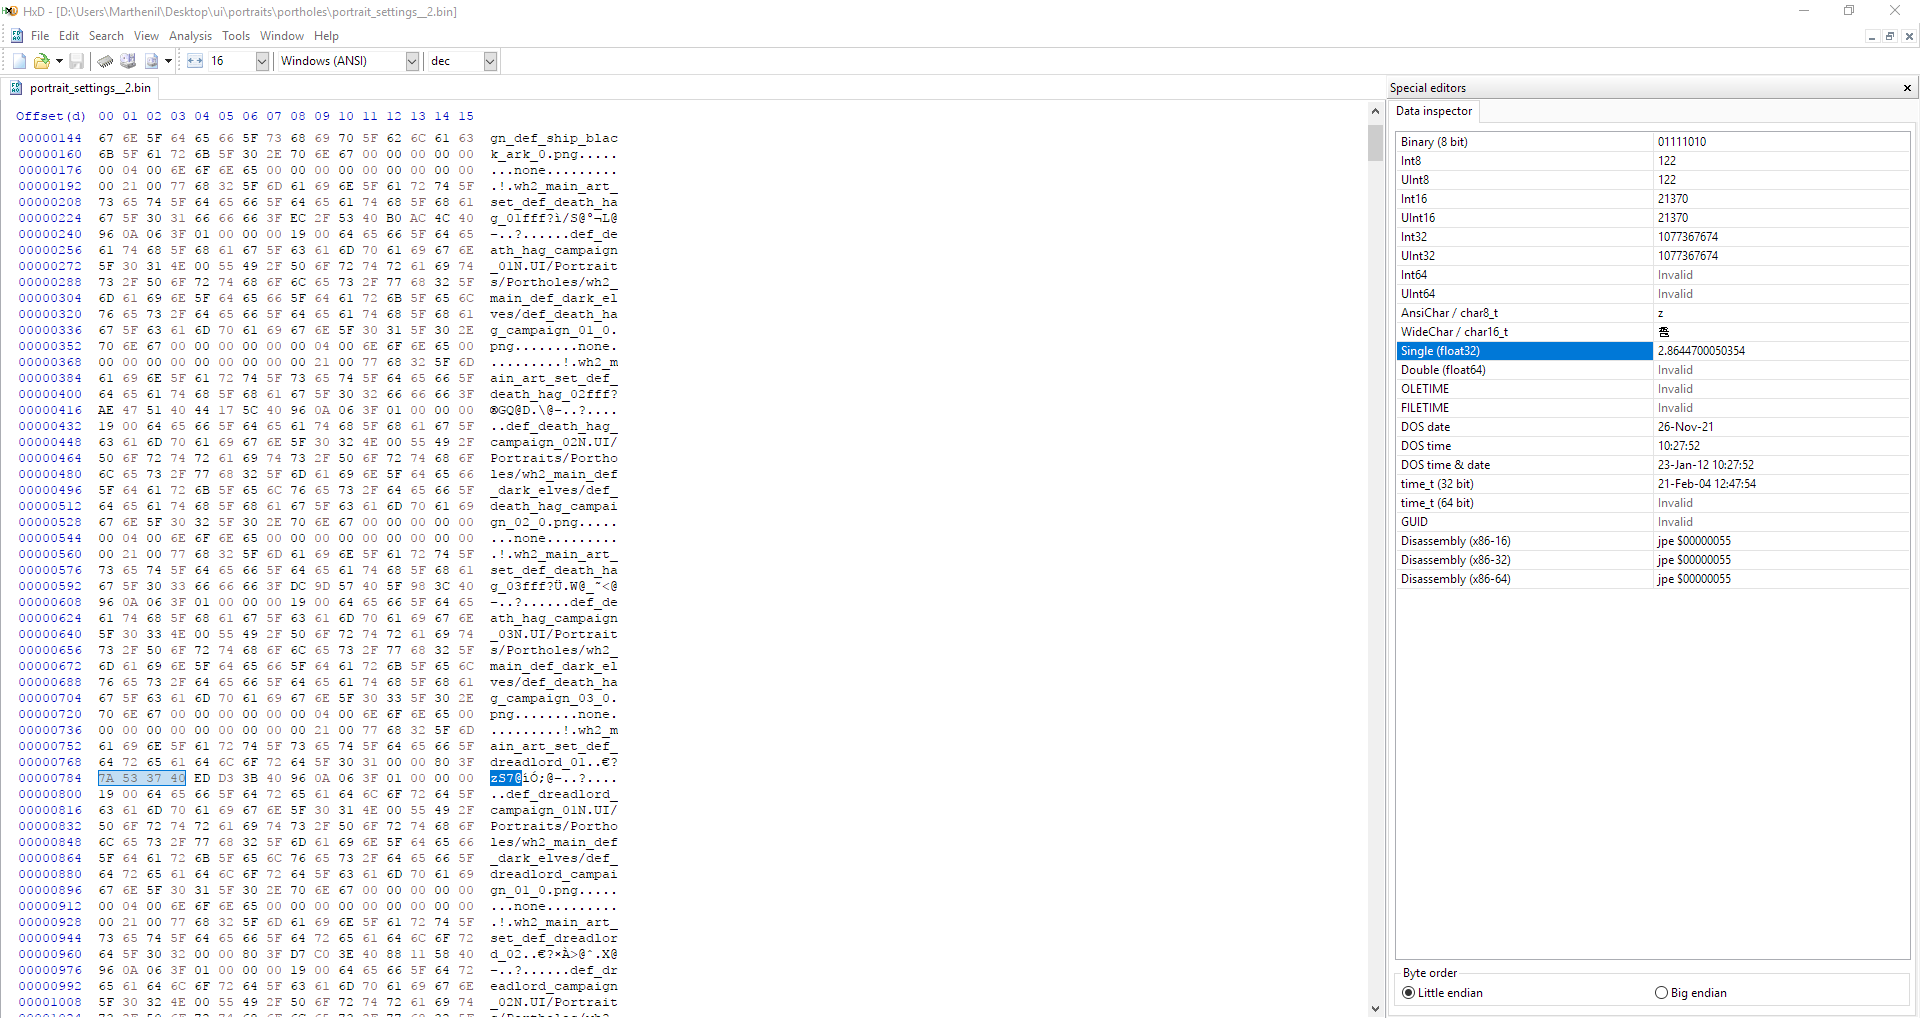 HxD - [D:\Users\Marthenil\Desktop\ui\portraits\portholes\portrait_settings__2.bin]
File Edit Search View Analysis Tools Window Help
16 Windows (ANSI) dec
portrait_settings__2.bin
Offset(d) 00 01 02 03 04 05 06 07 08 09 10 11 12 13 14 15
00000144 67 6E 5F 64 65 66 5F 73 68 69 70 5F 62 6C 61 63 gn_def_ship_blac
00000160 6B 5F 61 72 6B 5F 30 2E 70 6E 67 00 00 00 00 00 k_ark_0.png.....
00000176 00 04 00 6E 6F 6E 65 00 00 00 00 00 00 00 00 00 ...none.........
00000192 00 21 00 77 68 32 5F 6D 61 69 6E 5F 61 72 74 5F .!.wh2_main_art_
00000208 73 65 74 5F 64 65 66 5F 64 65 61 74 68 5F 68 61 set_def_death_ha
00000224 67 5F 30 31 66 66 66 3F EC 2F 53 40 B0 AC 4C 40 g_01fff?ì/S@°¬L@
00000240 96 0A 06 3F 01 00 00 00 19 00 64 65 66 5F 64 65 –..?......def_de
00000256 61 74 68 5F 68 61 67 5F 63 61 6D 70 61 69 67 6E ath_hag_campaign
00000272 5F 30 31 4E 00 55 49 2F 50 6F 72 74 72 61 69 74 _01N.UI/Portrait
00000288 73 2F 50 6F 72 74 68 6F 6C 65 73 2F 77 68 32 5F s/Portholes/wh2_
00000304 6D 61 69 6E 5F 64 65 66 5F 64 61 72 6B 5F 65 6C main_def_dark_el
00000320 76 65 73 2F 64 65 66 5F 64 65 61 74 68 5F 68 61 ves/def_death_ha
00000336 67 5F 63 61 6D 70 61 69 67 6E 5F 30 31 5F 30 2E g_campaign_01_0.
00000352 70 6E 67 00 00 00 00 00 00 04 00 6E 6F 6E 65 00 png........none.
00000368 00 00 00 00 00 00 00 00 00 21 00 77 68 32 5F 6D .........!.wh2_m
00000384 61 69 6E 5F 61 72 74 5F 73 65 74 5F 64 65 66 5F ain_art_set_def_
00000400 64 65 61 74 68 5F 68 61 67 5F 30 32 66 66 66 3F death_hag_02fff?
00000416 AE 47 51 40 44 17 5C 40 96 0A 06 3F 01 00 00 00 ®GQ@D.\@–..?....
00000432 19 00 64 65 66 5F 64 65 61 74 68 5F 68 61 67 5F ..def_death_hag_
00000448 63 61 6D 70 61 69 67 6E 5F 30 32 4E 00 55 49 2F campaign_02N.UI/
00000464 50 6F 72 74 72 61 69 74 73 2F 50 6F 72 74 68 6F Portraits/Portho
00000480 6C 65 73 2F 77 68 32 5F 6D 61 69 6E 5F 64 65 66 les/wh2_main_def
00000496 5F 64 61 72 6B 5F 65 6C 76 65 73 2F 64 65 66 5F _dark_elves/def_
00000512 64 65 61 74 68 5F 68 61 67 5F 63 61 6D 70 61 69 death_hag_campai
00000528 67 6E 5F 30 32 5F 30 2E 70 6E 67 00 00 00 00 00 gn_02_0.png.....
00000544 00 04 00 6E 6F 6E 65 00 00 00 00 00 00 00 00 00 ...none.........
00000560 00 21 00 77 68 32 5F 6D 61 69 6E 5F 61 72 74 5F .!.wh2_main_art_
00000576 73 65 74 5F 64 65 66 5F 64 65 61 74 68 5F 68 61 set_def_death_ha
00000592 67 5F 30 33 66 66 66 3F DC 9D 57 40 5F 98 3C 40 g_03fff?Ü.W@_˜<@
00000608 96 0A 06 3F 01 00 00 00 19 00 64 65 66 5F 64 65 –..?......def_de
00000624 61 74 68 5F 68 61 67 5F 63 61 6D 70 61 69 67 6E ath_hag_campaign
00000640 5F 30 33 4E 00 55 49 2F 50 6F 72 74 72 61 69 74 _03N.UI/Portrait
00000656 73 2F 50 6F 72 74 68 6F 6C 65 73 2F 77 68 32 5F s/Portholes/wh2_
00000672 6D 61 69 6E 5F 64 65 66 5F 64 61 72 6B 5F 65 6C main_def_dark_el
00000688 76 65 73 2F 64 65 66 5F 64 65 61 74 68 5F 68 61 ves/def_death_ha
00000704 67 5F 63 61 6D 70 61 69 67 6E 5F 30 33 5F 30 2E g_campaign_03_0.
00000720 70 6E 67 00 00 00 00 00 00 04 00 6E 6F 6E 65 00 png........none.
00000736 00 00 00 00 00 00 00 00 00 21 00 77 68 32 5F 6D .........!.wh2_m
00000752 61 69 6E 5F 61 72 74 5F 73 65 74 5F 64 65 66 5F ain_art_set_def_
00000768 64 72 65 61 64 6C 6F 72 64 5F 30 31 00 00 80 3F dreadlord_01..€?
00000784 7A 53 37 40 ED D3 3B 40 96 0A 06 3F 01 00 00 00 zS7@íÓ;@–..?....
00000800 19 00 64 65 66 5F 64 72 65 61 64 6C 6F 72 64 5F ..def_dreadlord_
00000816 63 61 6D 70 61 69 67 6E 5F 30 31 4E 00 55 49 2F campaign_01N.UI/
00000832 50 6F 72 74 72 61 69 74 73 2F 50 6F 72 74 68 6F Portraits/Portho
00000848 6C 65 73 2F 77 68 32 5F 6D 61 69 6E 5F 64 65 66 les/wh2_main_def
00000864 5F 64 61 72 6B 5F 65 6C 76 65 73 2F 64 65 66 5F _dark_elves/def_
00000880 64 72 65 61 64 6C 6F 72 64 5F 63 61 6D 70 61 69 dreadlord_campai
00000896 67 6E 5F 30 31 5F 30 2E 70 6E 67 00 00 00 00 00 gn_01_0.png.....
00000912 00 04 00 6E 6F 6E 65 00 00 00 00 00 00 00 00 00 ...none.........
00000928 00 21 00 77 68 32 5F 6D 61 69 6E 5F 61 72 74 5F .!.wh2_main_art_
00000944 73 65 74 5F 64 65 66 5F 64 72 65 61 64 6C 6F 72 set_def_dreadlor
00000960 64 5F 30 32 00 00 80 3F D7 C0 3E 40 88 11 58 40 d_02..€?×À>@ˆ.X@
00000976 96 0A 06 3F 01 00 00 00 19 00 64 65 66 5F 64 72 –..?......def_dr
00000992 65 61 64 6C 6F 72 64 5F 63 61 6D 70 61 69 67 6E eadlord_campaign
00001008 5F 30 32 4E 00 55 49 2F 50 6F 72 74 72 61 69 74 _02N.UI/Portrait
Special editors
Data inspector
Binary (8 bit) 01111010
Int8 122
UInt8 122
Int16 21370
UInt16 21370
Int32 1077367674
UInt32 1077367674
Int64 Invalid
UInt64 Invalid
AnsiChar / char8_t z
WideChar / char16_t
Single (float32) 2.8644700050354
Double (float64) Invalid
OLETIME Invalid
FILETIME Invalid
DOS date 26-Nov-21
DOS time 10:27:52
DOS time & date 23-Jan-12 10:27:52
time_t (32 bit) 21-Feb-04 12:47:54
time_t (64 bit) Invalid
GUID Invalid
Disassembly (x86-16) jpe $00000055
Disassembly (x86-32) jpe $00000055
Disassembly (x86-64) jpe $00000055
Byte order
Little endian Big endian